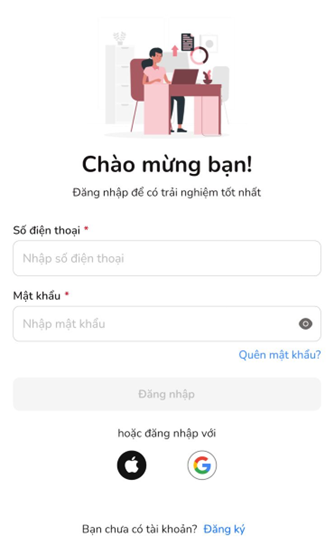 Chào mừng bạn!
Đăng nhập để có trải nghiệm tốt nhất
Số điện thoại *
Nhập số điện thoại
Mật khẩu *
Nhập mật khẩu
Quên mật khẩu?
Đăng nhập
hoặc đăng nhập với
Bạn chưa có tài khoản? Đăng ký